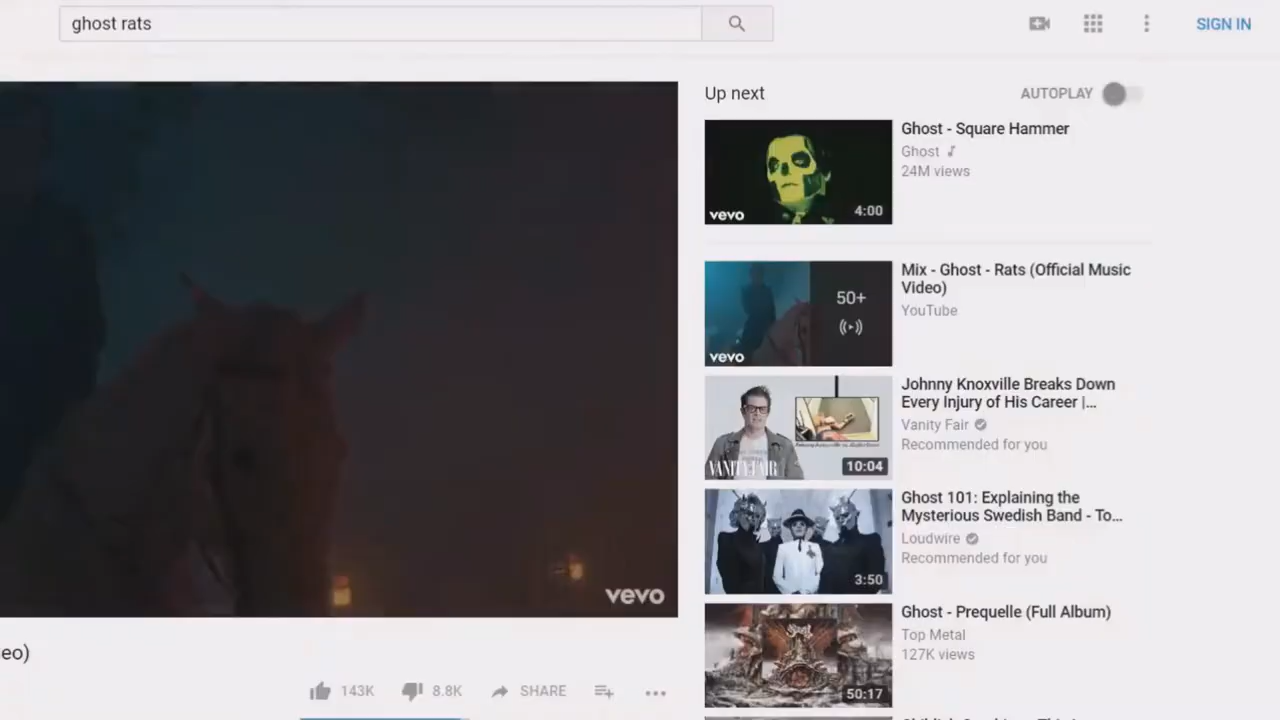 ghost rats
SIGN IN
Up next
AUTOPLAY
Ghost - Square Hammer
Ghost
24M views
vevo
4:00
Mix - Ghost - Rats (Official Music
Video)
YouTube
50+
vevo
Johnny Knoxville Breaks Down
Every Injury of His Career |...
Vanity Fair
Recommended for you
VANITY FAIR
10:04
Ghost 101: Explaining the
Mysterious Swedish Band - To...
Loudwire
Recommended for you
3:50
Ghost - Prequelle (Full Album)
Top Metal
127K views
50:17
vevo
eo)
143K
8.8K
SHARE